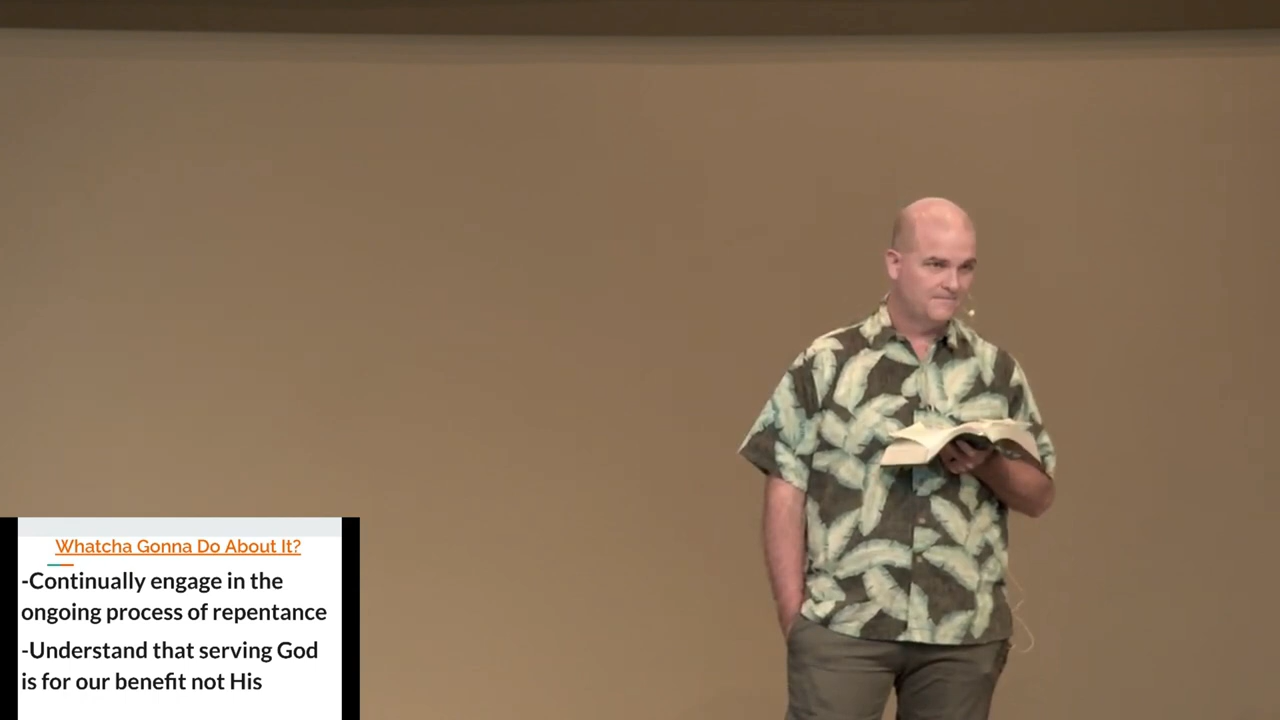 Whatcha Gonna Do About It?
-Continually engage in the
ongoing process of repentance
-Understand that serving God
is for our benefit not His